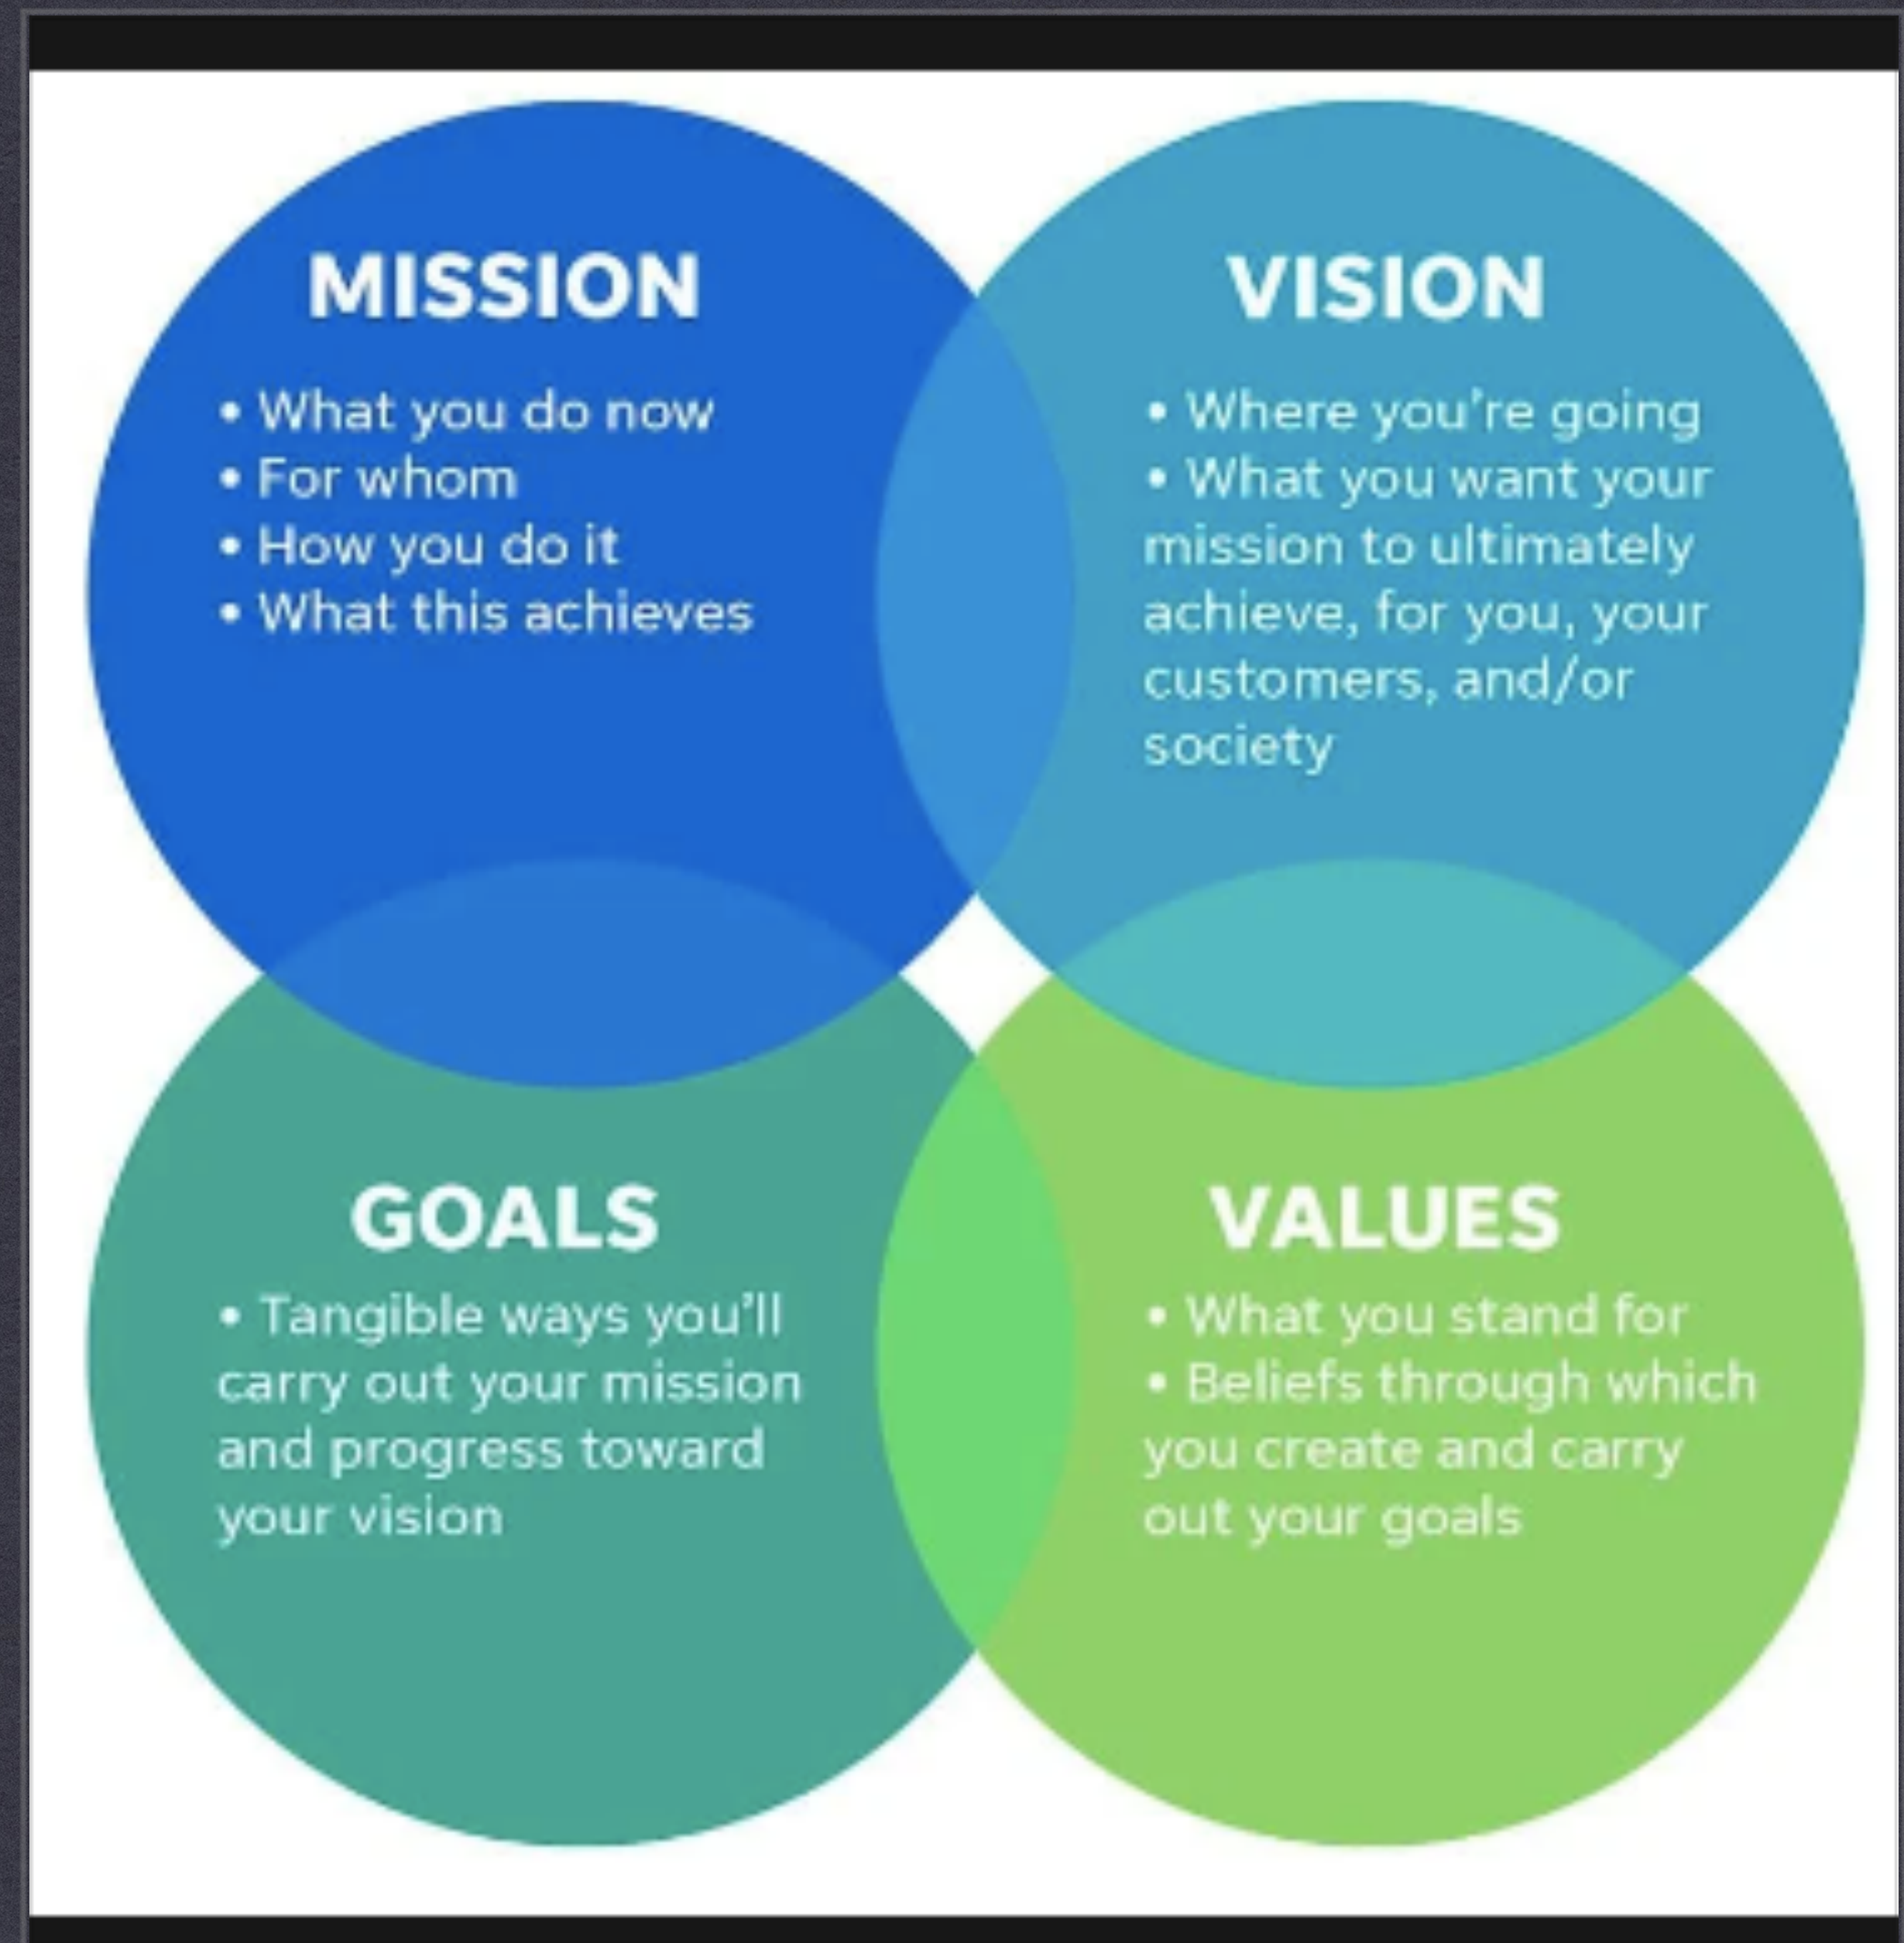 MISSION
• What you do now
• For whom
• How you do it
• What this achieves
VISION
• Where you’re going
• What you want your
mission to ultimately
achieve, for you, your
customers, and/or
society
GOALS
• Tangible ways you’ll
carry out your mission
and progress toward
your vision
VALUES
• What you stand for
• Beliefs through which
you create and carry
out your goals